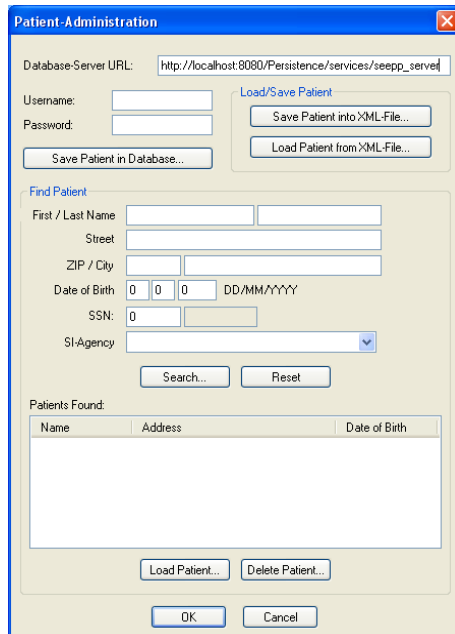 Patient-Administration
Database-Server URL: http://localhost:8080/Persistence/services/seepp_server
Username:
Password:
Save Patient in Database...
Load/Save Patient
Save Patient into XML-File...
Load Patient from XML-File...
Find Patient
First / Last Name
Street
ZIP / City
Date of Birth 0 0 0 DD/MM/YYYY
SSN: 0
SI-Agency
Search... Reset
Patients Found:
Name Address Date of Birth
Load Patient... Delete Patient...
OK Cancel